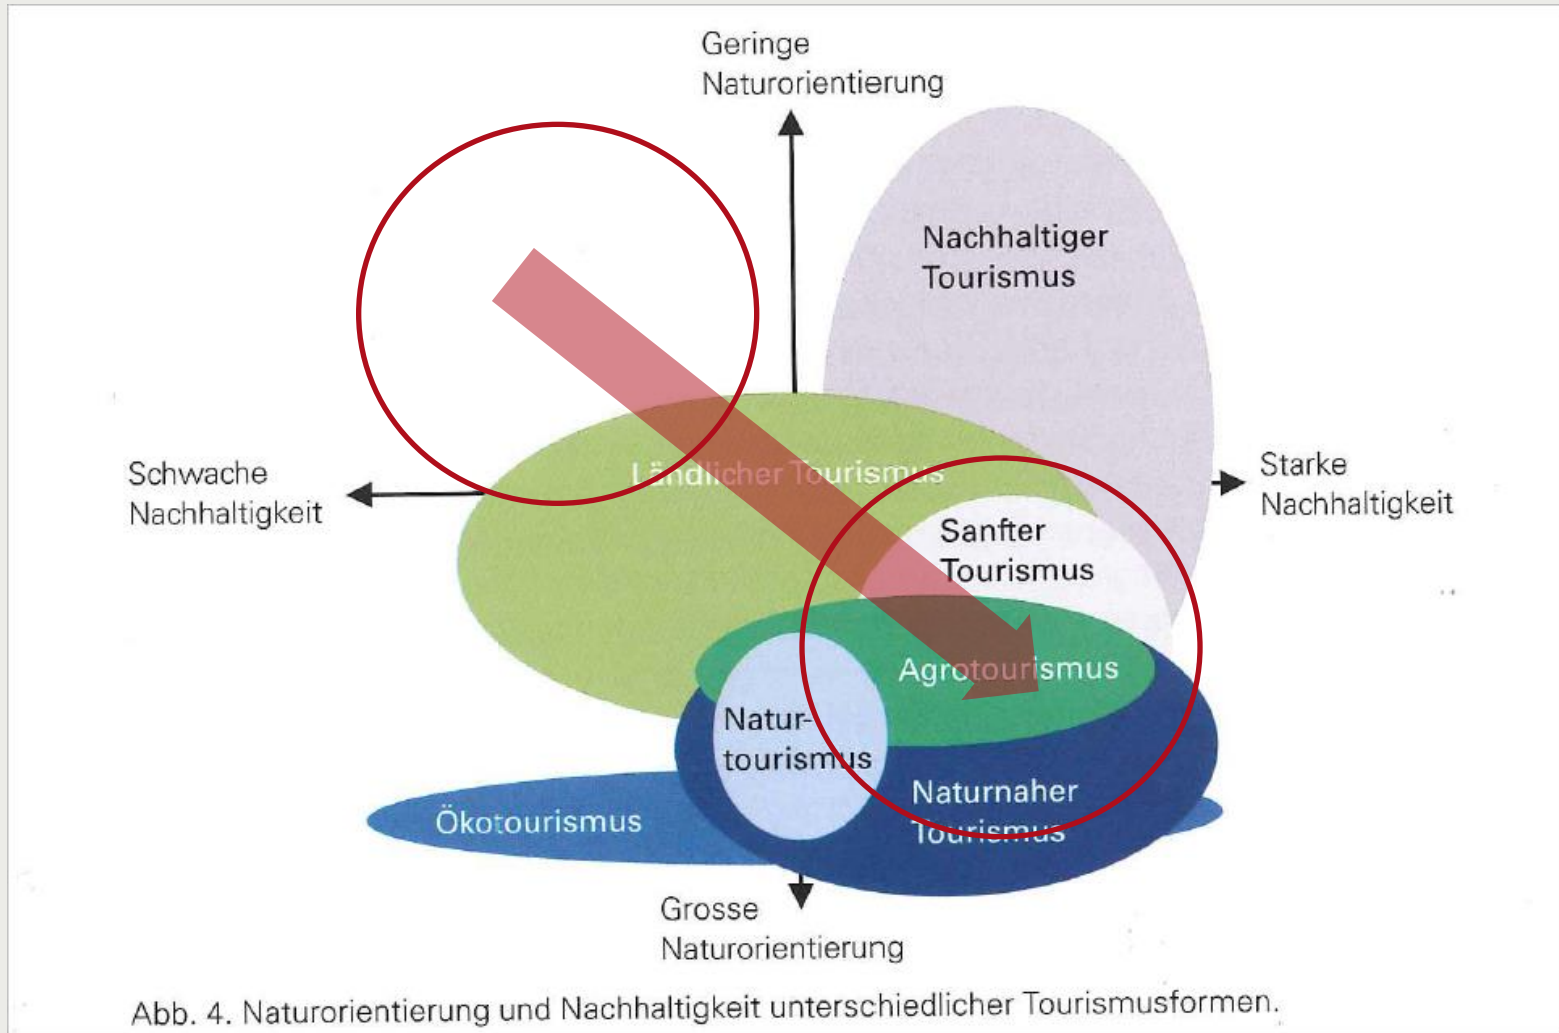 Geringe
Naturorientierung
Nachhaltiger
Tourismus
Schwache
Nachhaltigkeit
Ländlicher Tourismus
Starke
Nachhaltigkeit
Sanfter
Tourismus
Agrotourismus
Natur-
tourismus
Naturnaher
Tourismus
Ökotourismus
Grosse
Naturorientierung
Abb. 4. Naturorientierung und Nachhaltigkeit unterschiedlicher Tourismusformen.